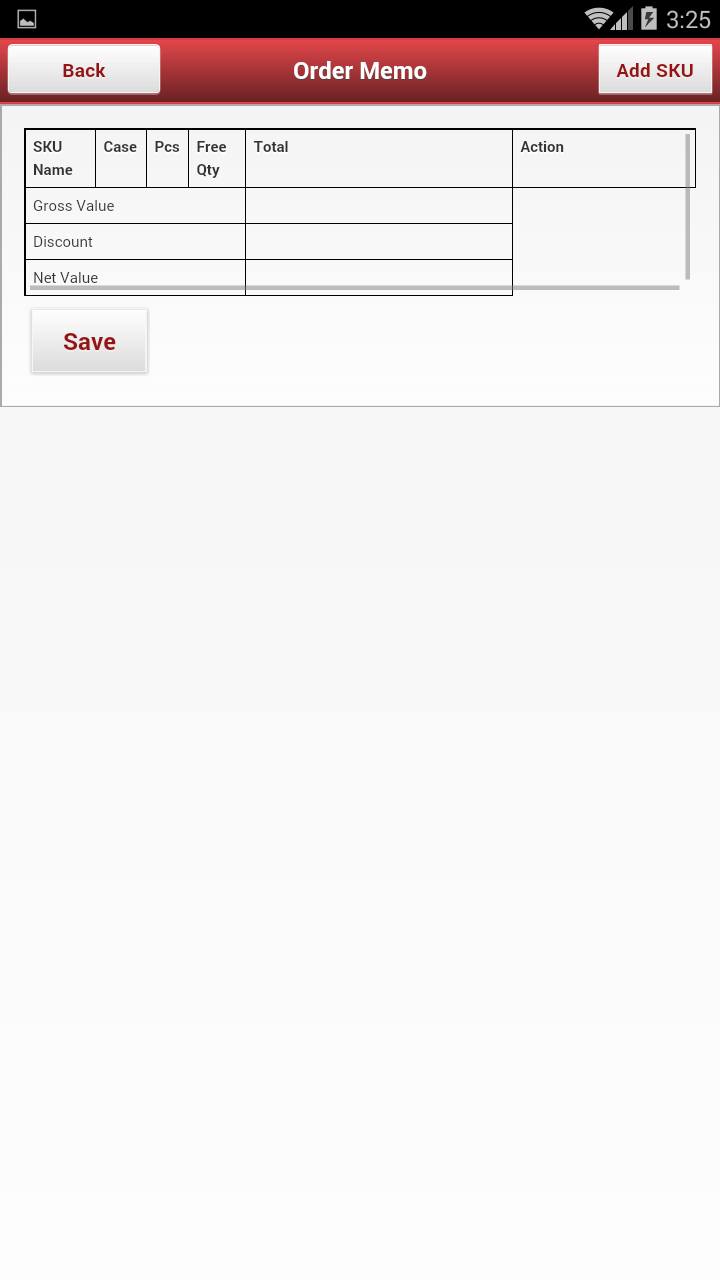 3:25
Back Order Memo Add SKU
SKU Name Case Pcs Free Qty Total Action
Gross Value
Discount
Net Value
Save